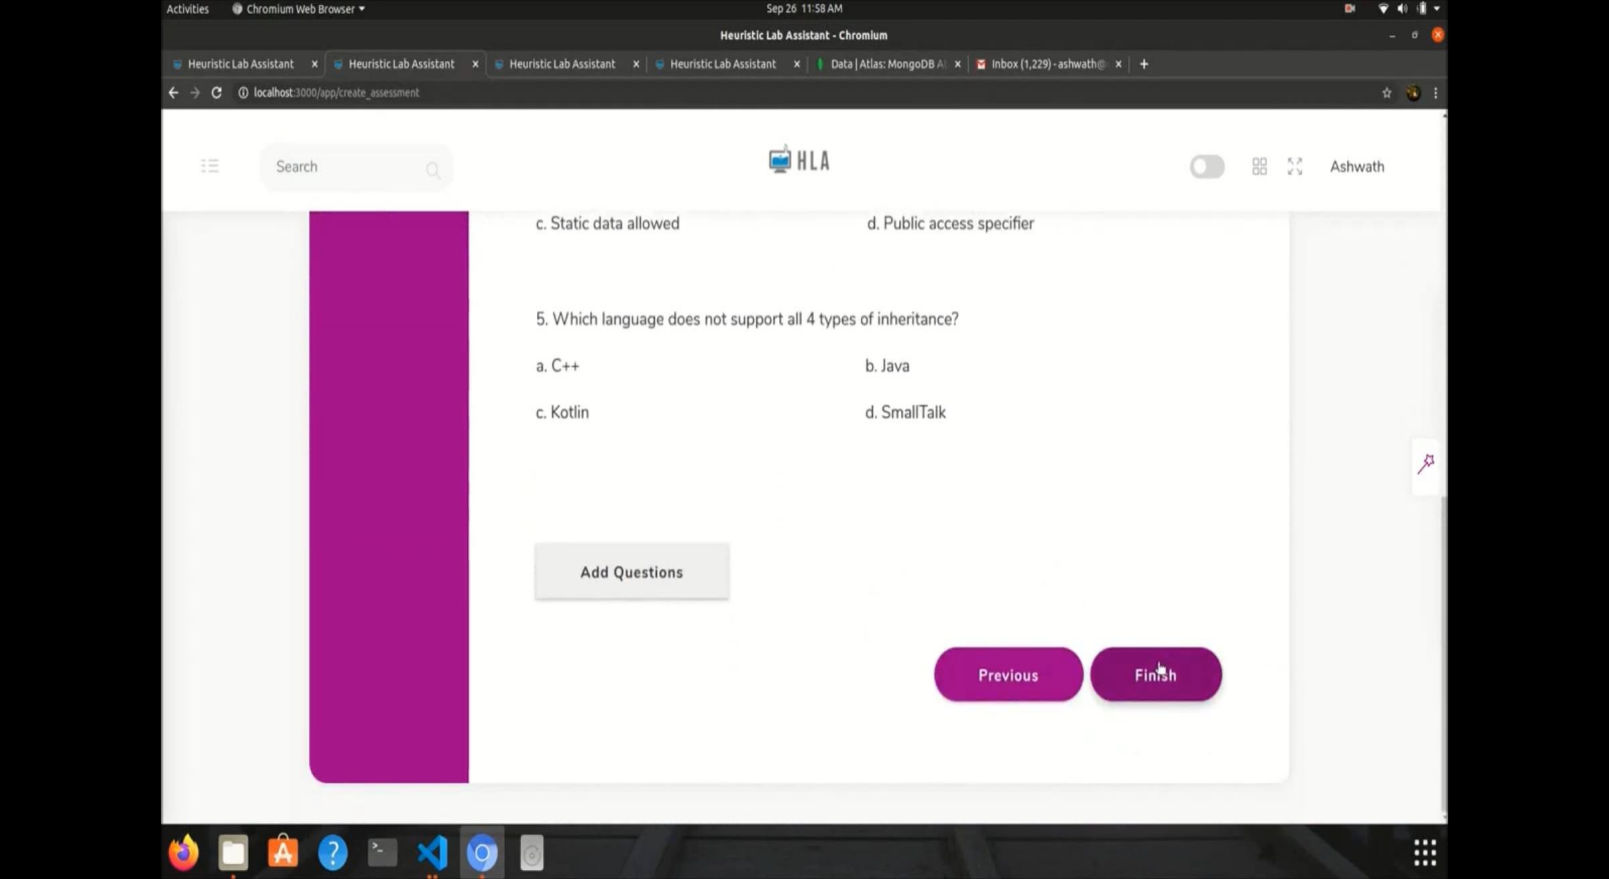 Activities Chromium Web Browser Sep 26 11:58 AM
Heuristic Lab Assistant - Chromium
Heuristic Lab Assistant x Heuristic Lab Assistant x Heuristic Lab Assistant x Heuristic Lab Assistant x Data | Atlas: MongoDB A x Inbox (1,229) - ashwath@ x +
localhost:3000/app/create_assessment
Search HLA Ashwath
c. Static data allowed d. Public access specifier
5. Which language does not support all 4 types of inheritance?
a. C++ b. Java
c. Kotlin d. SmallTalk
Add Questions
Previous Finish